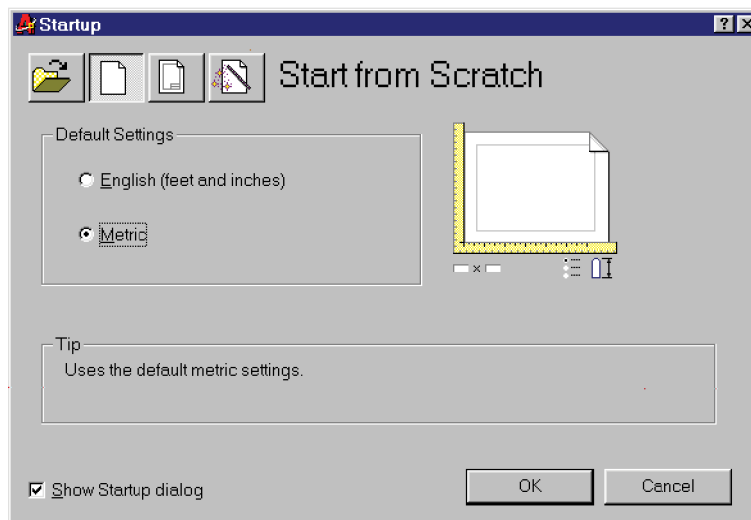 Startup
Start from Scratch
Default Settings
English (feet and inches)
Metric
Tip
Uses the default metric settings.
Show Startup dialog
OK
Cancel